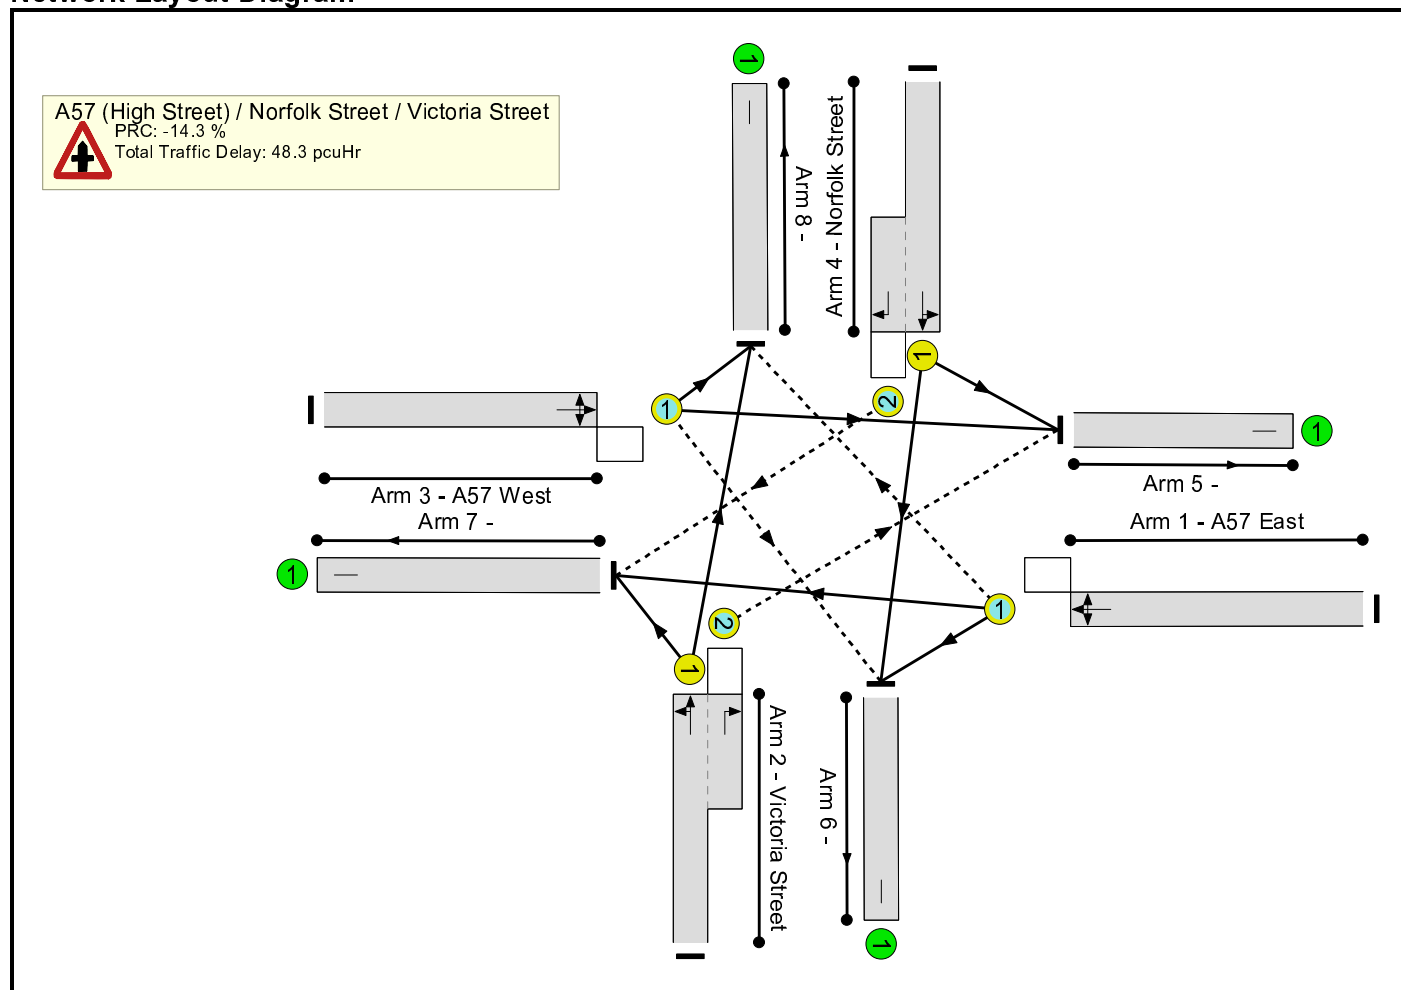 Network Layout Diagram
A57 (High Street) / Norfolk Street / Victoria Street
PRC: -14.3 %
Total Traffic Delay: 48.3 pcuHr
1
Arm 8 -
Arm 4 - Norfolk Street
1
2
1
1
Arm 3 - A57 West
Arm 5 -
Arm 7 -
Arm 1 - A57 East
1
1
2
1
Arm 2 - Victoria Street
Arm 6 -
1